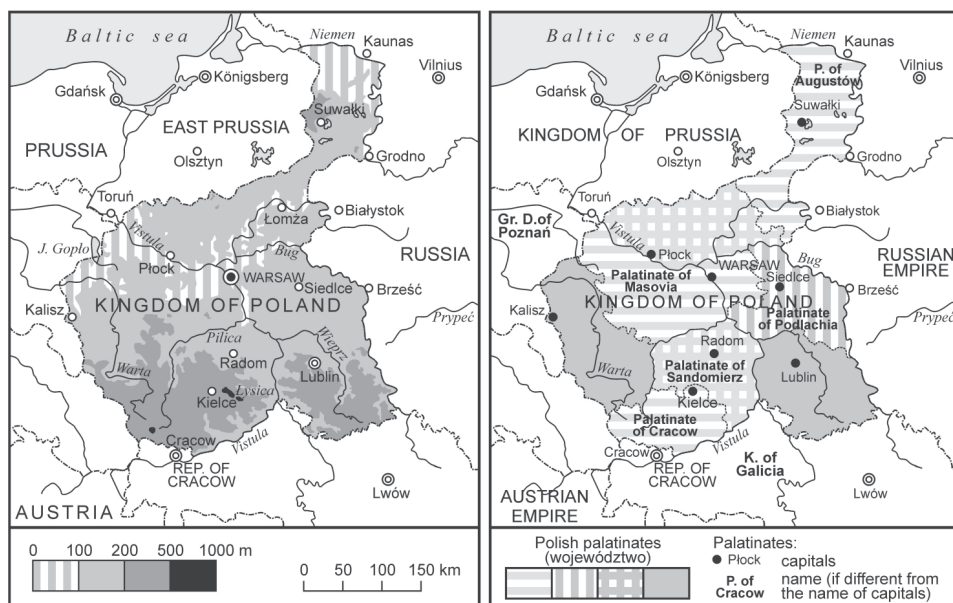 Baltic sea
Niemen
Kaunas
Vilnius
Königsberg
Gdańsk
Suwałki
EAST PRUSSIA
PRUSSIA
Olsztyn
Grodno
Toruń
Łomża
Białystok
Vistula
J. Gopło
Bug
RUSSIA
Płock
WARSAW
Siedlce
Brześć
KINGDOM OF POLAND
Kalisz
Prypeć
Pilica
Wieprz
Radom
Warta
Lublin
Łysica
Kielce
Cracow
Vistula
REP. OF
CRACOW
Lwów
AUSTRIA
0 100 200 500 1000 m
0 50 100 150 km
Baltic sea
Niemen
Kaunas
P. of
Augustów
Vilnius
Königsberg
Gdańsk
Suwałki
KINGDOM OF PRUSSIA
Olsztyn
Grodno
Toruń
Białystok
Gr. D.of
Poznań
Vistula
Bug
Płock
WARSAW
RUSSIAN
EMPIRE
Siedlce
Palatinate of
Masovia
Brześć
KINGDOM OF POLAND
Kalisz
Palatinate
of Podlachia
Prypeć
Radom
Warta
Palatinate of
Sandomierz
Lublin
Kielce
Palatinate
of Cracow
Vistula
Cracow
REP. OF
CRACOW
K. of
Galicia
Lwów
AUSTRIAN
EMPIRE
Polish palatinates
(województwo)
Palatinates:
Płock capitals
P. of
Cracow
name (if different from
the name of capitals)